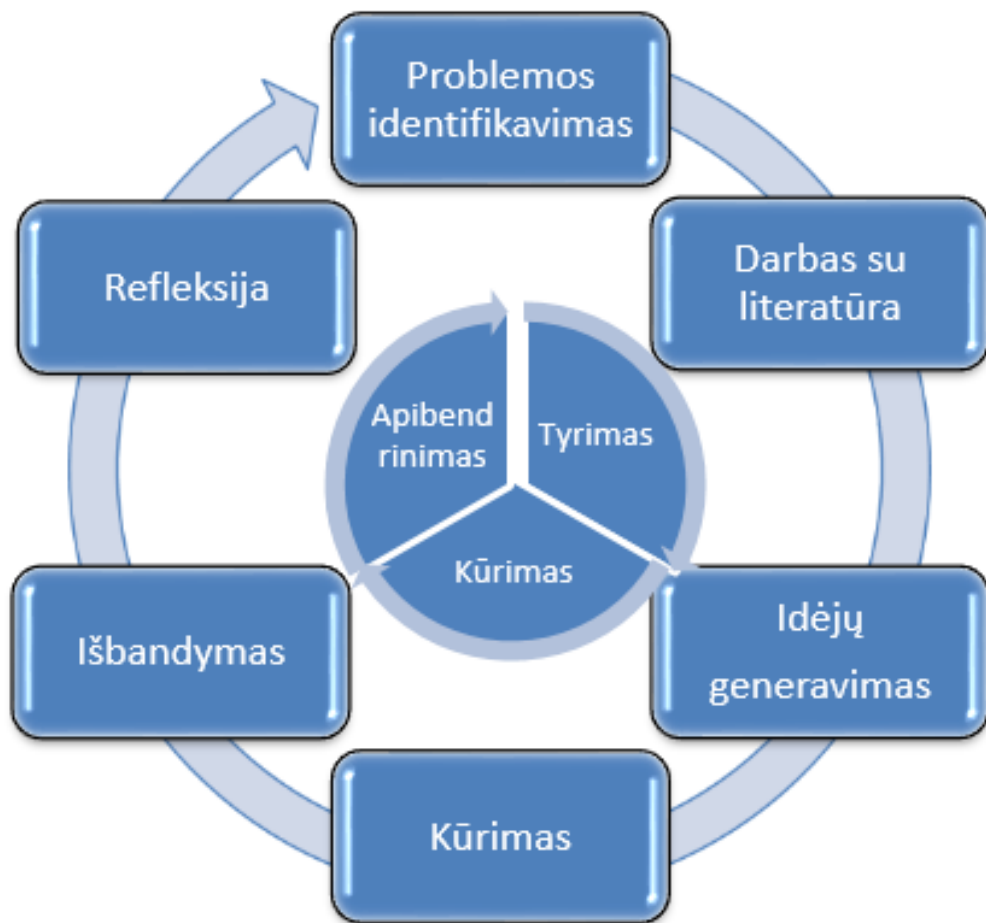 Problemos
identifikavimas
Darbas su
literatūra
Idėjų
generavimas
Kūrimas
Išbandymas
Refleksija
Tyrimas
Kūrimas
Apibend
rinimas